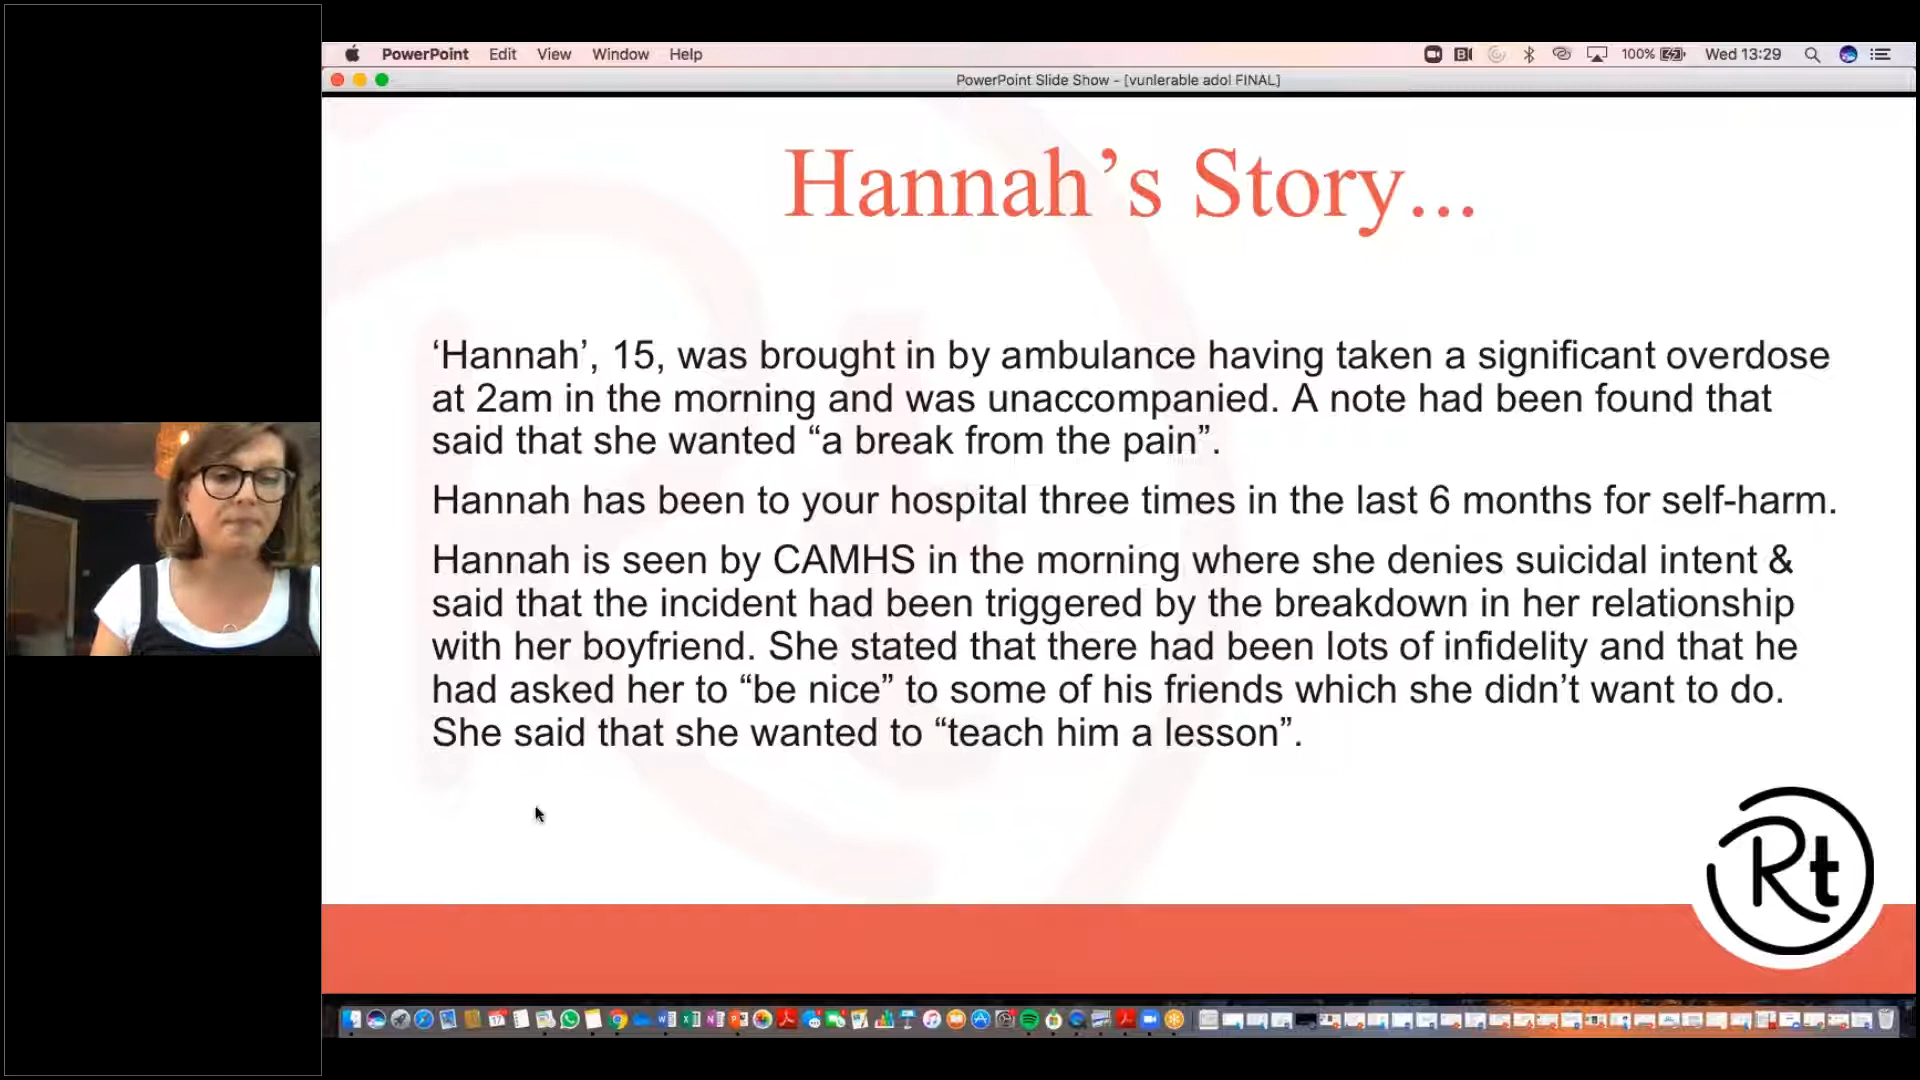 PowerPoint Edit View Window Help 100% Wed 13:29
PowerPoint Slide Show - [vunlerable adol FINAL]
Hannah’s Story...
‘Hannah’, 15, was brought in by ambulance having taken a significant overdose
at 2am in the morning and was unaccompanied. A note had been found that
said that she wanted “a break from the pain”.
Hannah has been to your hospital three times in the last 6 months for self-harm.
Hannah is seen by CAMHS in the morning where she denies suicidal intent &
said that the incident had been triggered by the breakdown in her relationship
with her boyfriend. She stated that there had been lots of infidelity and that he
had asked her to “be nice” to some of his friends which she didn’t want to do.
She said that she wanted to “teach him a lesson”.
Rt